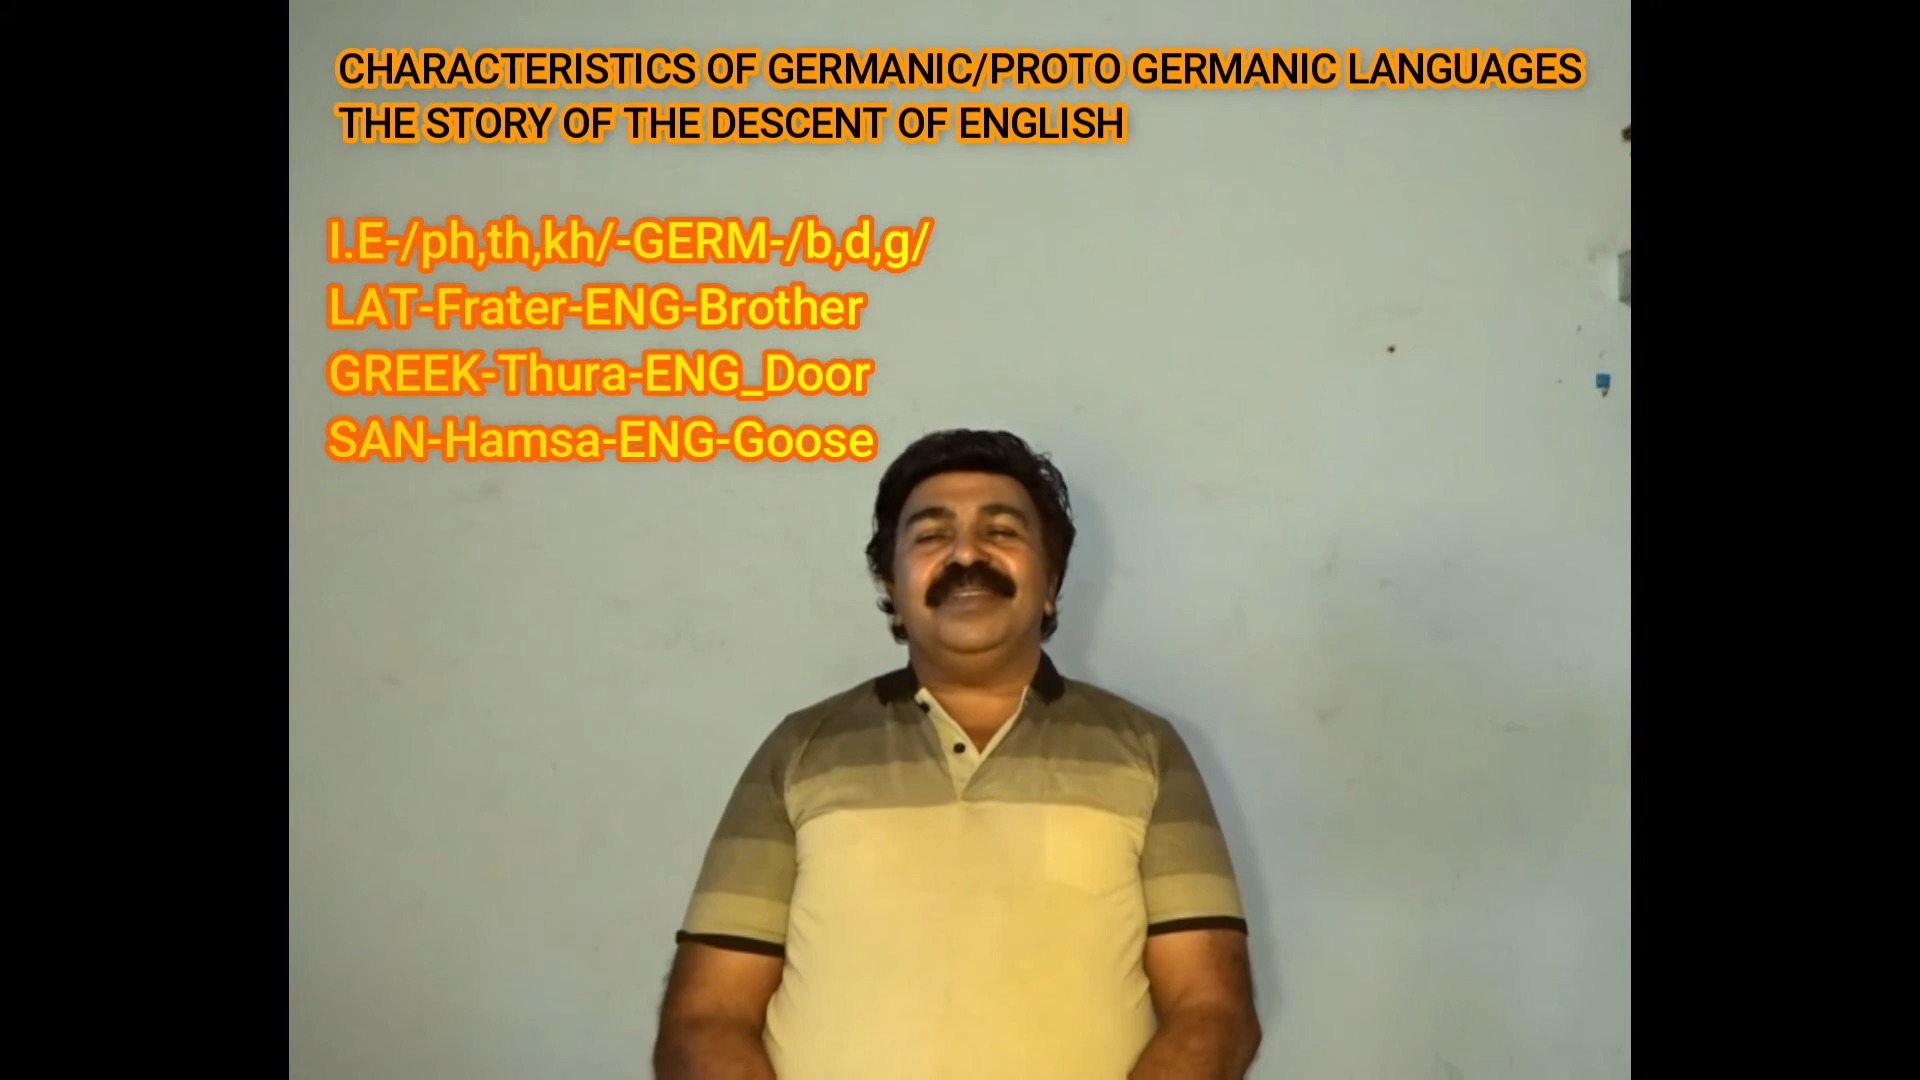 CHARACTERISTICS OF GERMANIC/PROTO GERMANIC LANGUAGES
THE STORY OF THE DESCENT OF ENGLISH
I.E-/ph,th,kh/-GERM-/b,d,g/
LAT-Frater-ENG-Brother
GREEK-Thura-ENG_Door
SAN-Hamsa-ENG-Goose